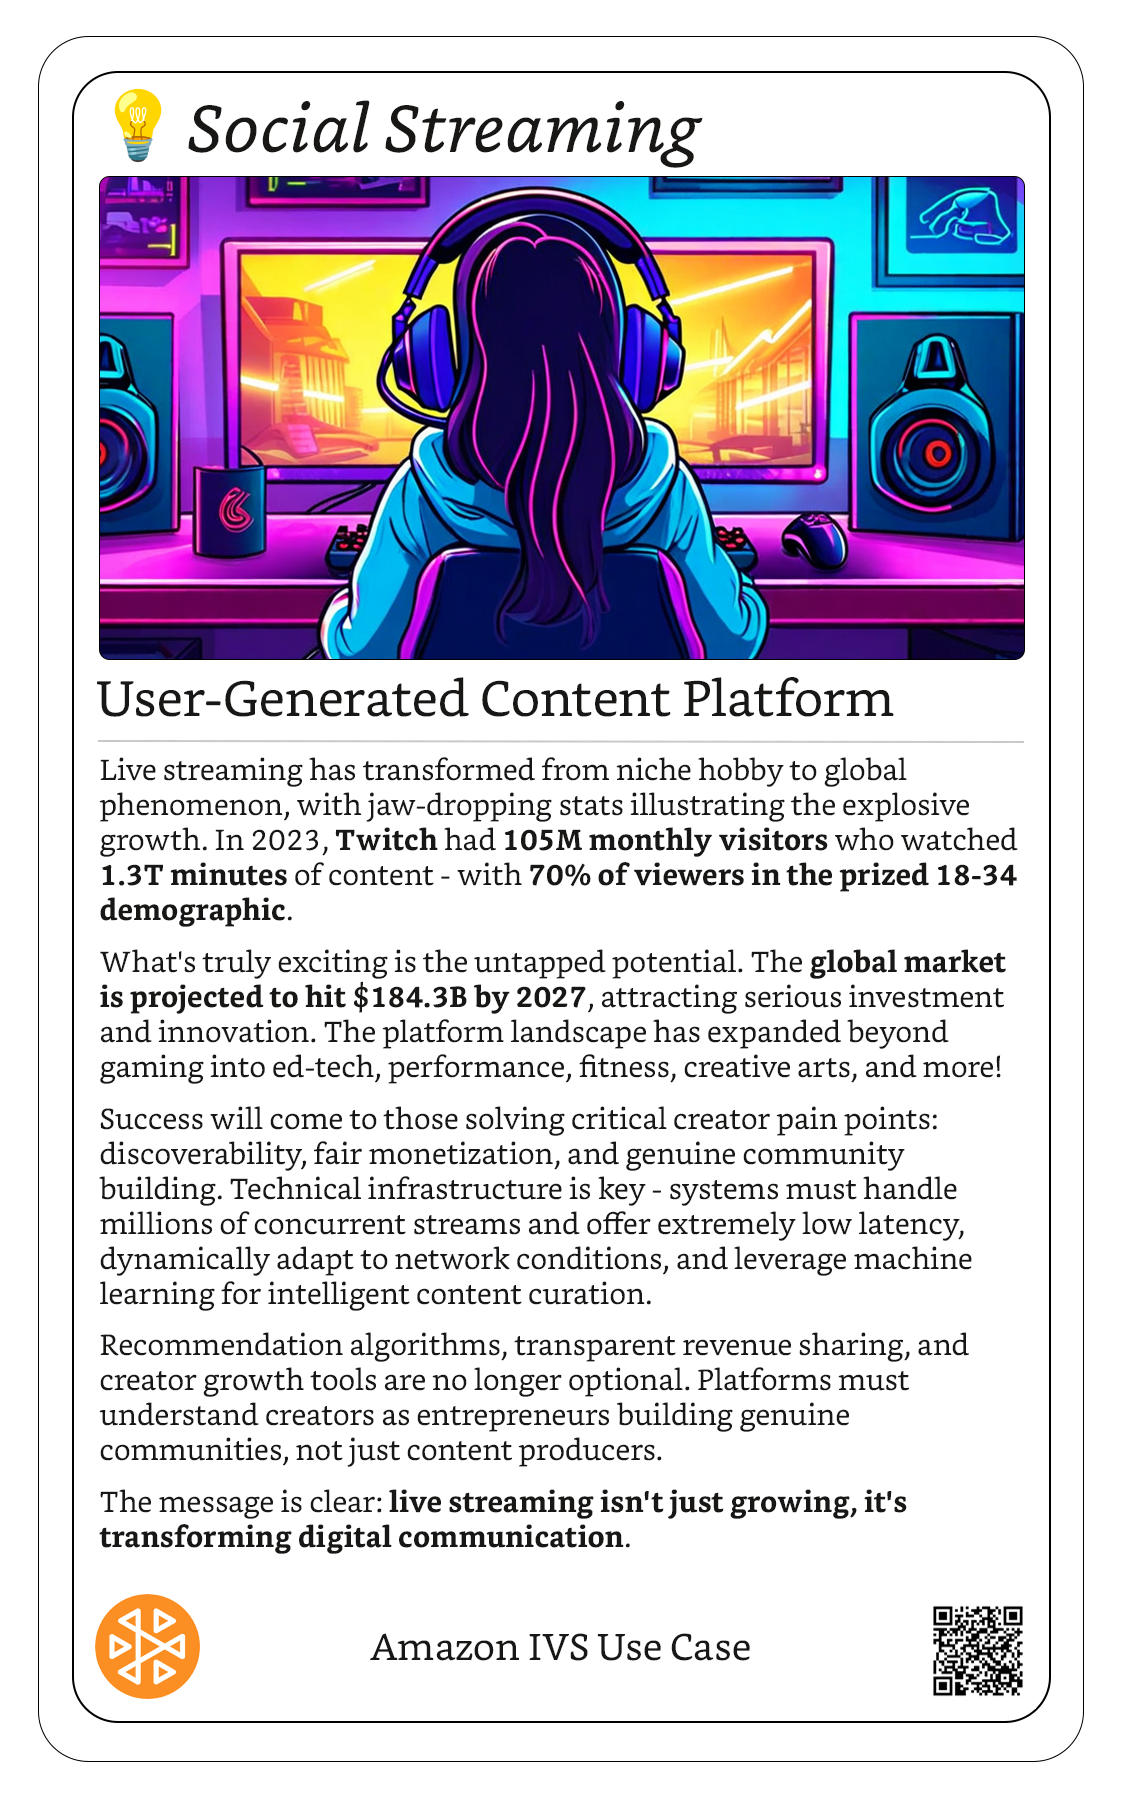 Social Streaming
User-Generated Content Platform
Live streaming has transformed from niche hobby to global
phenomenon, with jaw-dropping stats illustrating the explosive
growth. In 2023, Twitch had 105M monthly visitors who watched
1.3T minutes of content - with 70% of viewers in the prized 18-34
demographic.
What's truly exciting is the untapped potential. The global market
is projected to hit $184.3B by 2027, attracting serious investment
and innovation. The platform landscape has expanded beyond
gaming into ed-tech, performance, fitness, creative arts, and more!
Success will come to those solving critical creator pain points:
discoverability, fair monetization, and genuine community
building. Technical infrastructure is key - systems must handle
millions of concurrent streams and offer extremely low latency,
dynamically adapt to network conditions, and leverage machine
learning for intelligent content curation.
Recommendation algorithms, transparent revenue sharing, and
creator growth tools are no longer optional. Platforms must
understand creators as entrepreneurs building genuine
communities, not just content producers.
The message is clear: live streaming isn't just growing, it's
transforming digital communication.
Amazon IVS Use Case